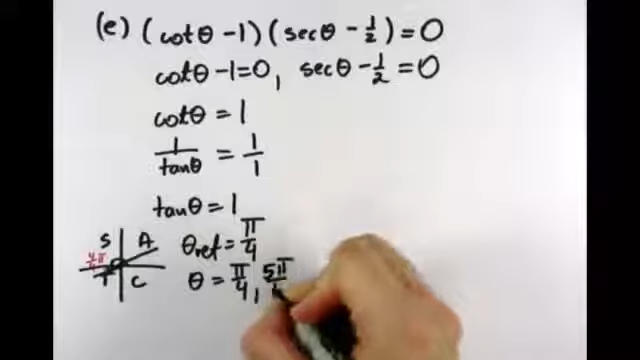 (e) (cotθ - 1)(secθ - 1/2) = 0
cotθ - 1 = 0, secθ - 1/2 = 0
cotθ = 1
1/tanθ = 1/1
tanθ = 1
S A
θref = π/4
T C
θ = π/4, 5π/